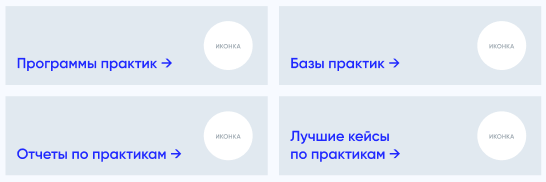 ИКОНКА
Программы практик →
ИКОНКА
Базы практик →
ИКОНКА
Отчеты по практикам →
ИКОНКА
Лучшие кейсы
по практикам →